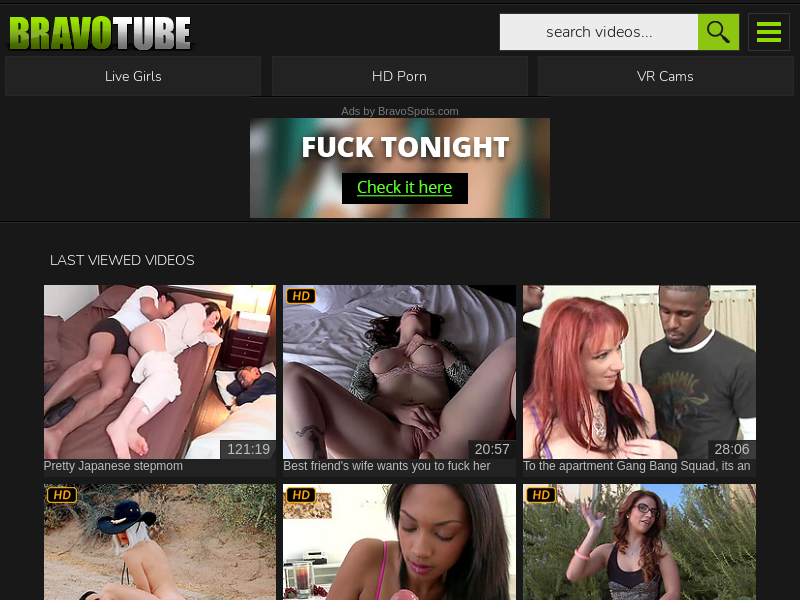 BRAVOTUBE
search videos...
Live Girls
HD Porn
VR Cams
Ads by BravoSpots.com
FUCK TONIGHT
Check it here
LAST VIEWED VIDEOS
HD
121:19
20:57
28:06
Pretty Japanese stepmom
Best friend's wife wants you to fuck her
To the apartment Gang Bang Squad, its an
HD
HD
HD